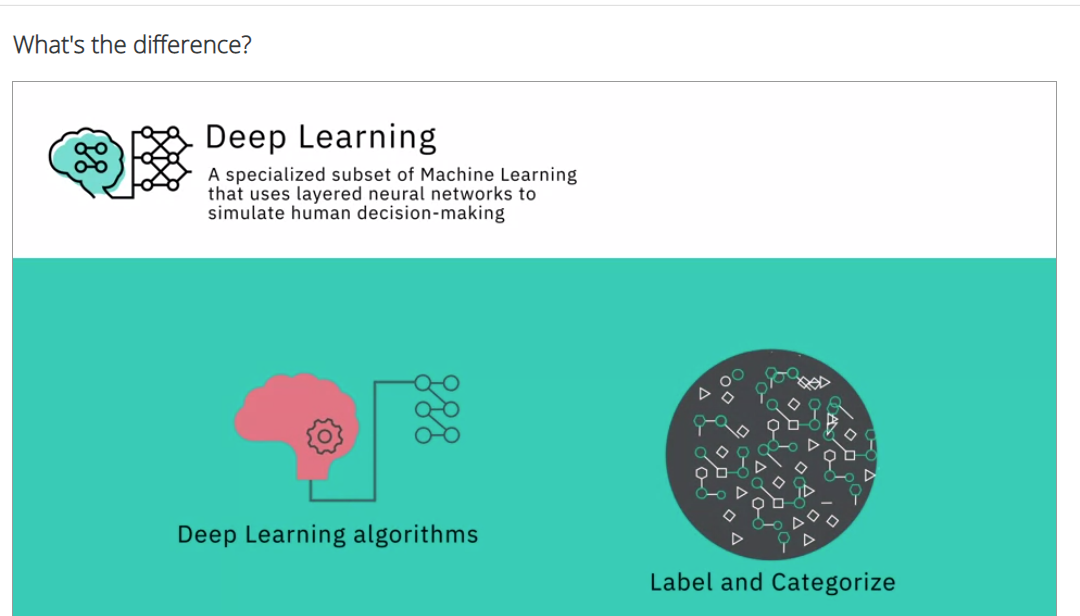 What's the difference?
Deep Learning
A specialized subset of Machine Learning
that uses layered neural networks to
simulate human decision-making
Deep Learning algorithms
Label and Categorize